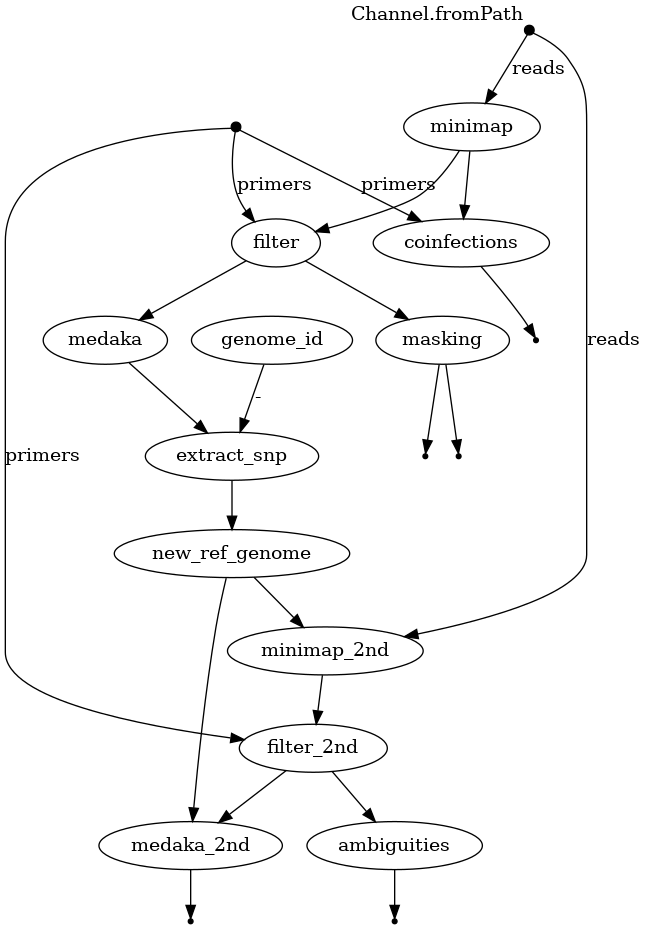 Channel.fromPath
reads
minimap
primers
primers
filter
coinfections
medaka
genome_id
masking
reads
-
primers
extract_snp
new_ref_genome
minimap_2nd
filter_2nd
medaka_2nd
ambiguities